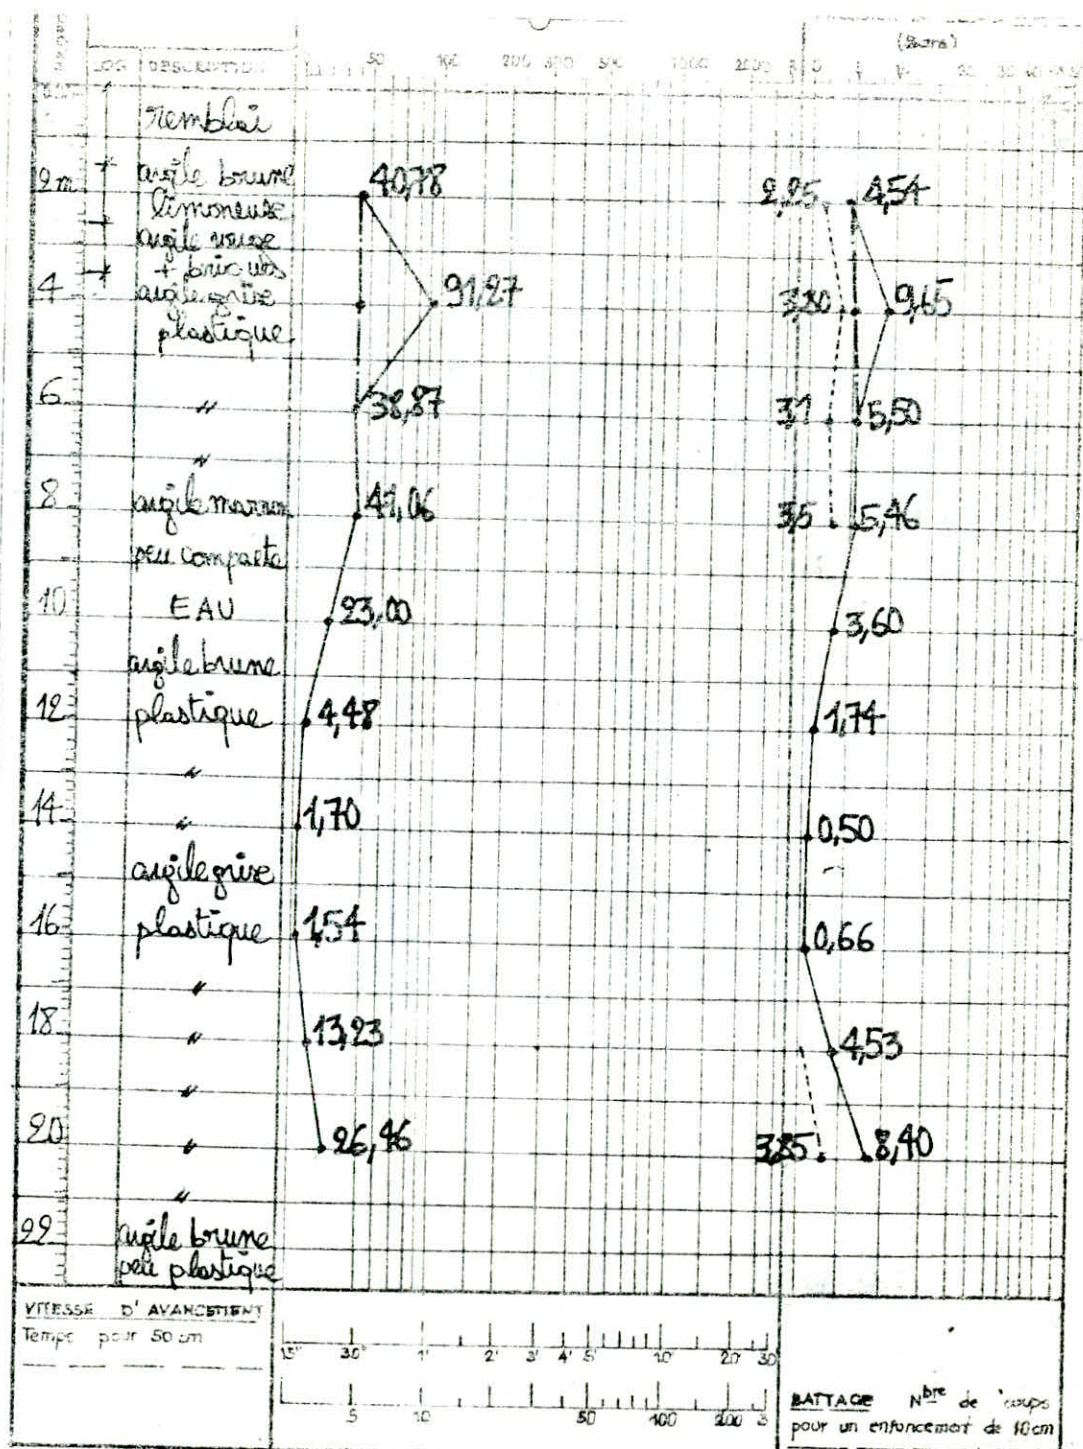 (Bars)
LOG DESCRIPTION 50 100 200 300 500 1000 2000
remblai
2m argile brune 40,78 2,25 4,54
limoneuse
argile rouge
+ briques
4 argile grise 91,27 3,80 9,65
plastique
6 " 38,87 3,1 5,50
"
8 argile marron 41,06 3,5 5,46
peu compacte
10 EAU 23,00 3,60
argile brune
12 plastique 4,48 1,74
"
14 " 1,70 0,50
argile grise
16 plastique 1,54 0,66
"
18 " 13,23 4,53
"
20 " 26,46 3,85 8,40
"
22 argile brune
peu plastique
VITESSE D'AVANCEMENT
Temps pour 50 cm
15" 30" 1' 2' 3' 4' 5' 10' 20' 30'
5 10 50 100 200
BATTAGE Nbre de coups
pour un enfoncement de 10cm